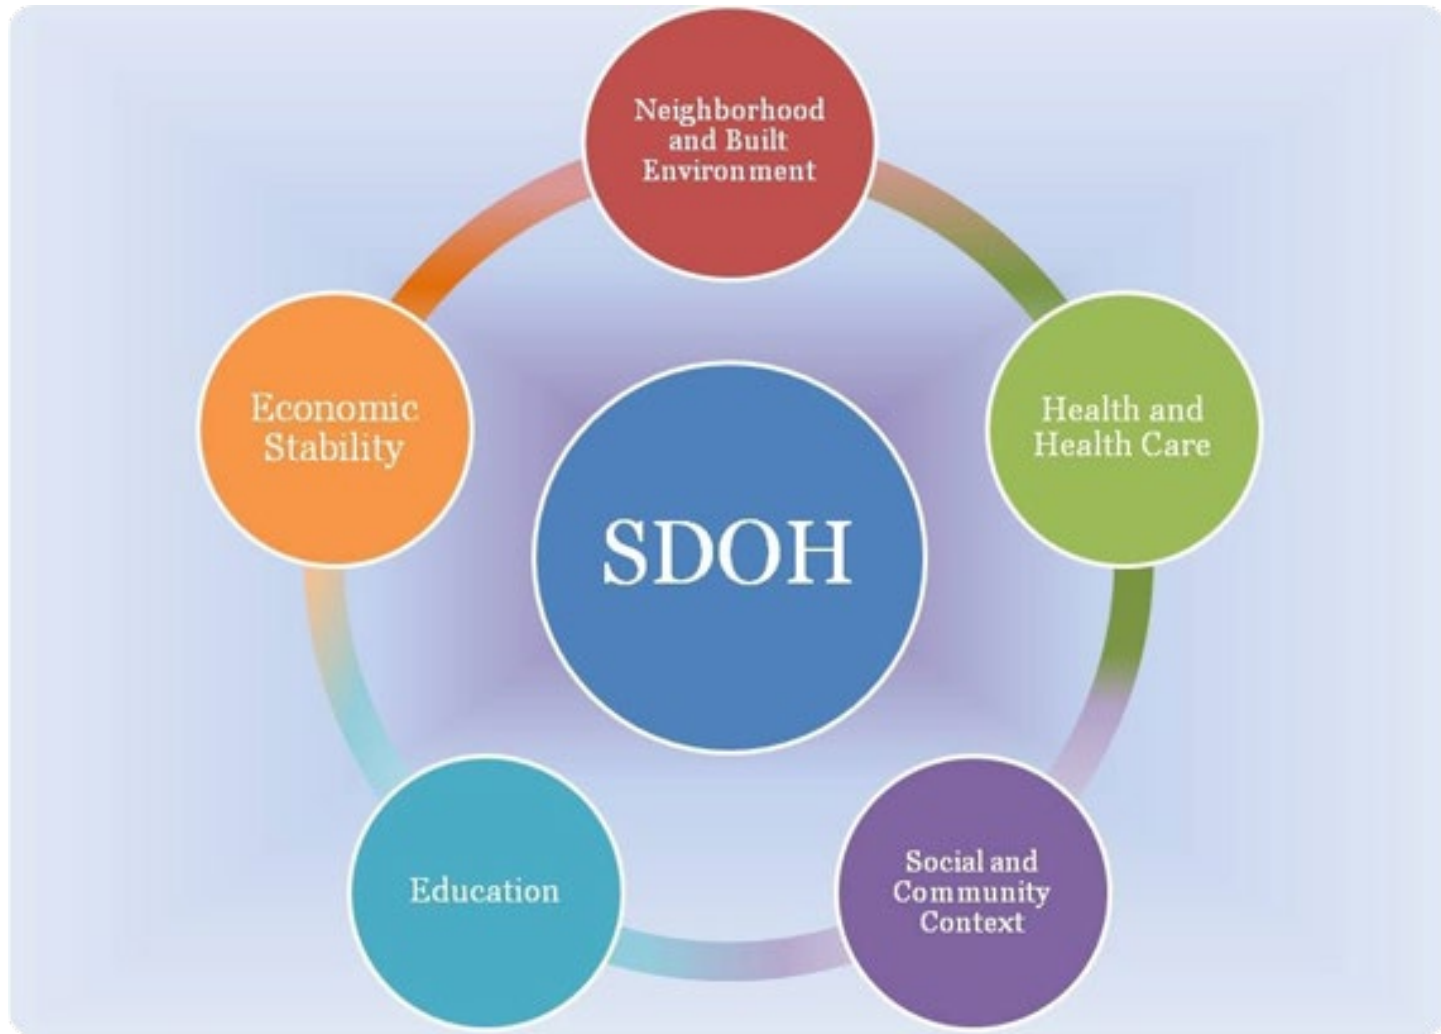 Neighborhood
and Built
Environment
Economic
Stability
Health and
Health Care
SDOH
Education
Social and
Community
Context